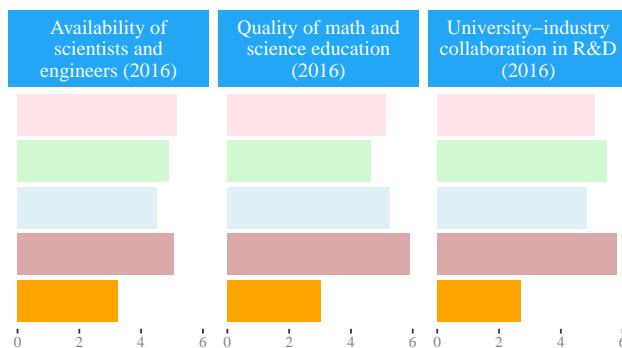 Availability of
scientists and
engineers (2016)
Quality of math and
science education
(2016)
University−industry
collaboration in R&D
(2016)
0 2 4 6
0 2 4 6
0 2 4 6